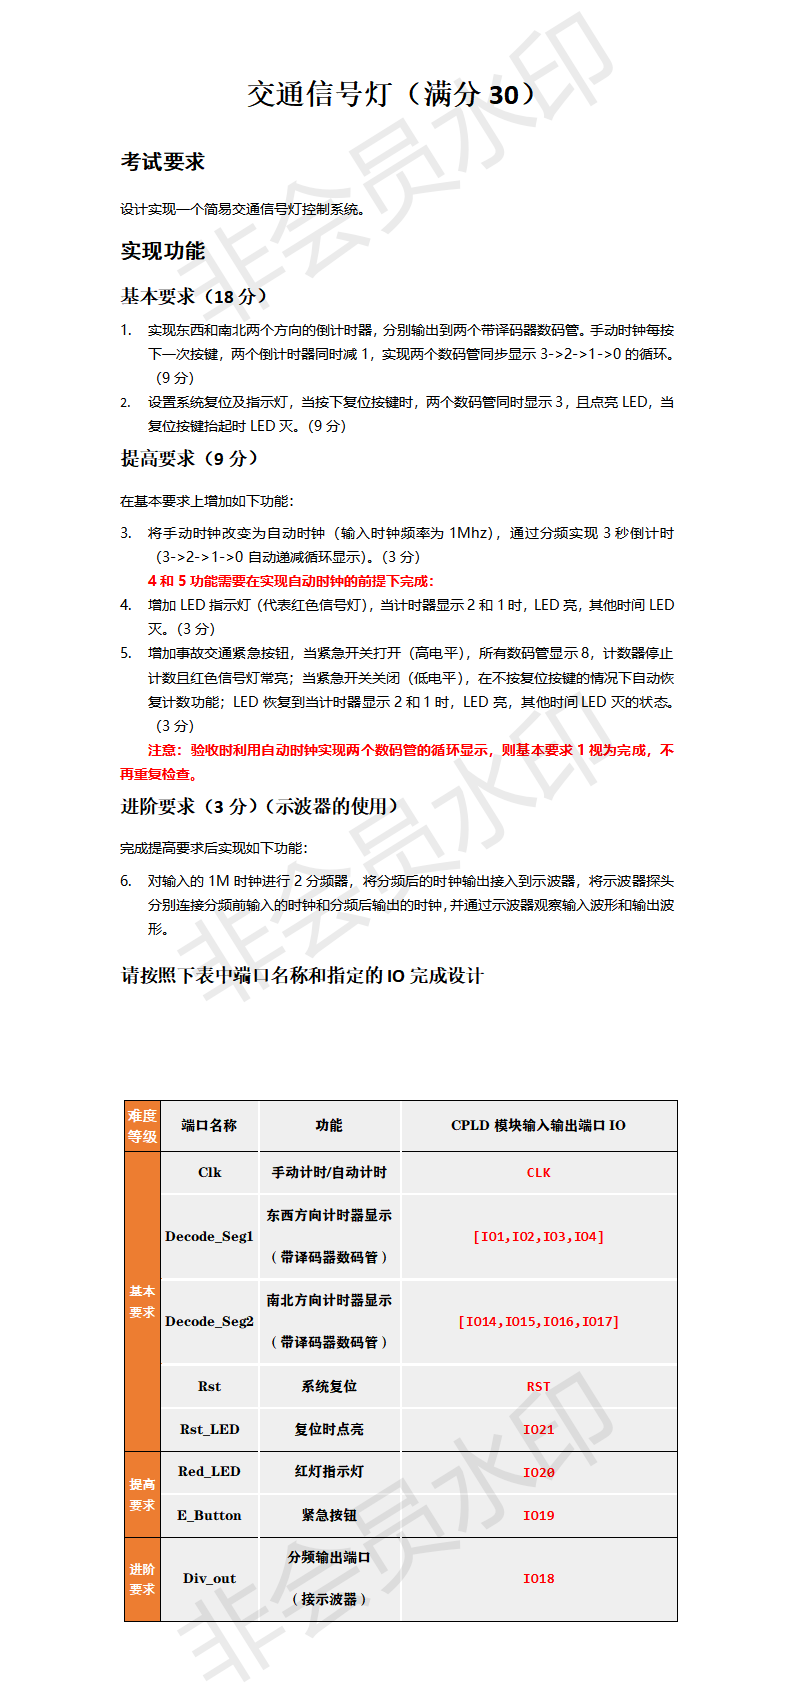 交通信号灯（满分 30）
考试要求
设计实现一个简易交通信号灯控制系统。
实现功能
基本要求（18 分）
1. 实现东西和南北两个方向的倒计时器，分别输出到两个带译码器数码管。手动时钟每按
下一次按键，两个倒计时器同时减 1，实现两个数码管同步显示 3->2->1->0 的循环。
（9 分）
2. 设置系统复位及指示灯，当按下复位按键时，两个数码管同时显示 3，且点亮 LED，当
复位按键抬起时 LED 灭。（9 分）
提高要求（9 分）
在基本要求上增加如下功能：
3. 将手动时钟改变为自动时钟（输入时钟频率为 1Mhz），通过分频实现 3 秒倒计时
（3->2->1->0 自动递减循环显示）。（3 分）
4 和 5 功能需要在实现自动时钟的前提下完成：
4. 增加 LED 指示灯（代表红色信号灯），当计时器显示 2 和 1 时，LED 亮，其他时间 LED
灭。（3 分）
5. 增加事故交通紧急按钮，当紧急开关打开（高电平），所有数码管显示 8，计数器停止
计数且红色信号灯常亮；当紧急开关关闭（低电平），在不按复位按键的情况下自动恢
复计数功能；LED 恢复到当计时器显示 2 和 1 时，LED 亮，其他时间 LED 灭的状态。
（3 分）
注意：验收时利用自动时钟实现两个数码管的循环显示，则基本要求 1 视为完成，不
再重复检查。
进阶要求（3 分）（示波器的使用）
完成提高要求后实现如下功能：
6. 对输入的 1M 时钟进行 2 分频器，将分频后的时钟输出接入到示波器，将示波器探头
分别连接分频前输入的时钟和分频后输出的时钟，并通过示波器观察输入波形和输出波
形。
请按照下表中端口名称和指定的 IO 完成设计
难度
等级 端口名称 功能 CPLD 模块输入输出端口 IO
基本
要求
Clk 手动计时/自动计时 CLK
Decode_Seg1 东西方向计时器显示
（带译码器数码管） [IO1,IO2,IO3,IO4]
Decode_Seg2 南北方向计时器显示
（带译码器数码管） [IO14,IO15,IO16,IO17]
Rst 系统复位 RST
Rst_LED 复位时点亮 IO21
提高
要求
Red_LED 红灯指示灯 IO20
E_Button 紧急按钮 IO19
进阶
要求
Div_out 分频输出端口
（接示波器） IO18
非会员水印
非会员水印
非会员水印